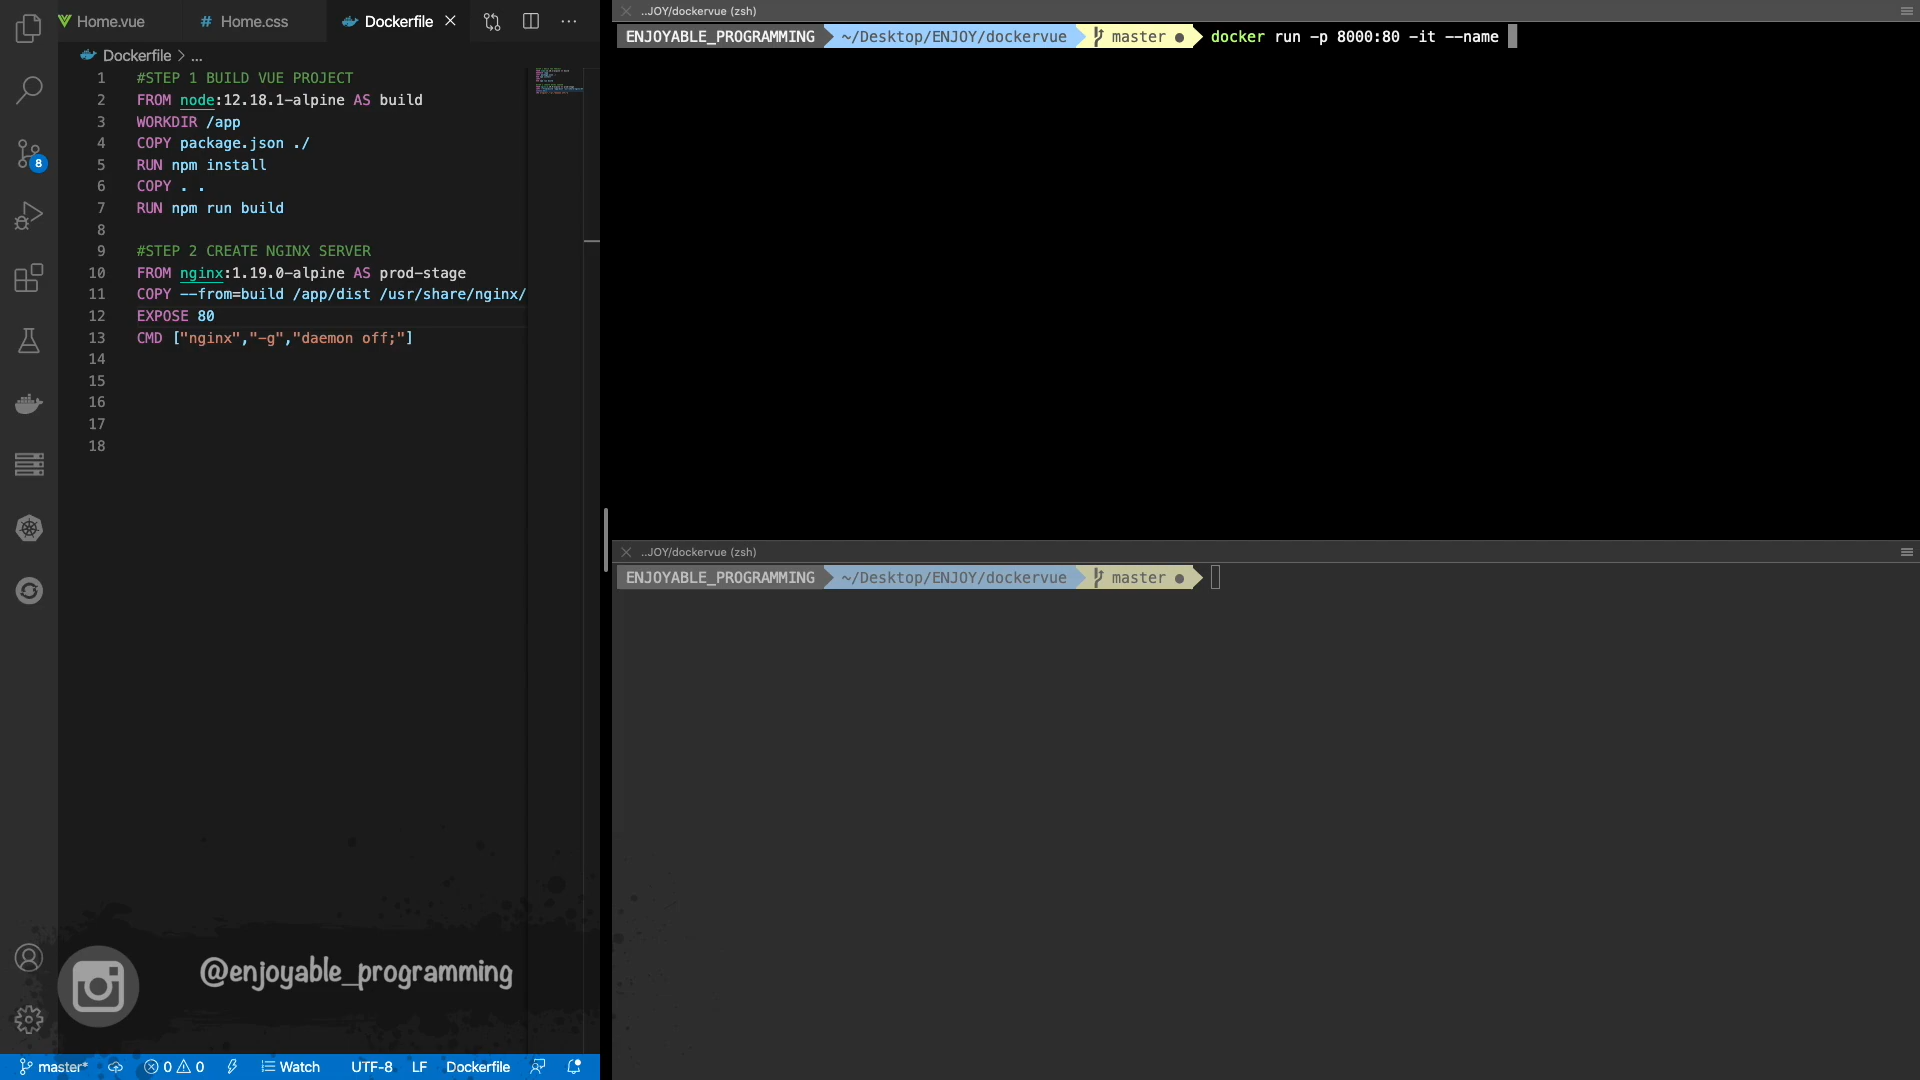 Home.vue
# Home.css
Dockerfile
Dockerfile > ...
1 #STEP 1 BUILD VUE PROJECT
2 FROM node:12.18.1-alpine AS build
3 WORKDIR /app
4 COPY package.json ./
5 RUN npm install
6 COPY . .
7 RUN npm run build
8
9 #STEP 2 CREATE NGINX SERVER
10 FROM nginx:1.19.0-alpine AS prod-stage
11 COPY --from=build /app/dist /usr/share/nginx/
12 EXPOSE 80
13 CMD ["nginx","-g","daemon off;"]
14
15
16
17
18
8
@enjoyable_programming
master* 0 0 Watch UTF-8 LF Dockerfile
..JOY/dockervue (zsh)
ENJOYABLE_PROGRAMMING ~/Desktop/ENJOY/dockervue master ● docker run -p 8000:80 -it --name
..JOY/dockervue (zsh)
ENJOYABLE_PROGRAMMING ~/Desktop/ENJOY/dockervue master ●